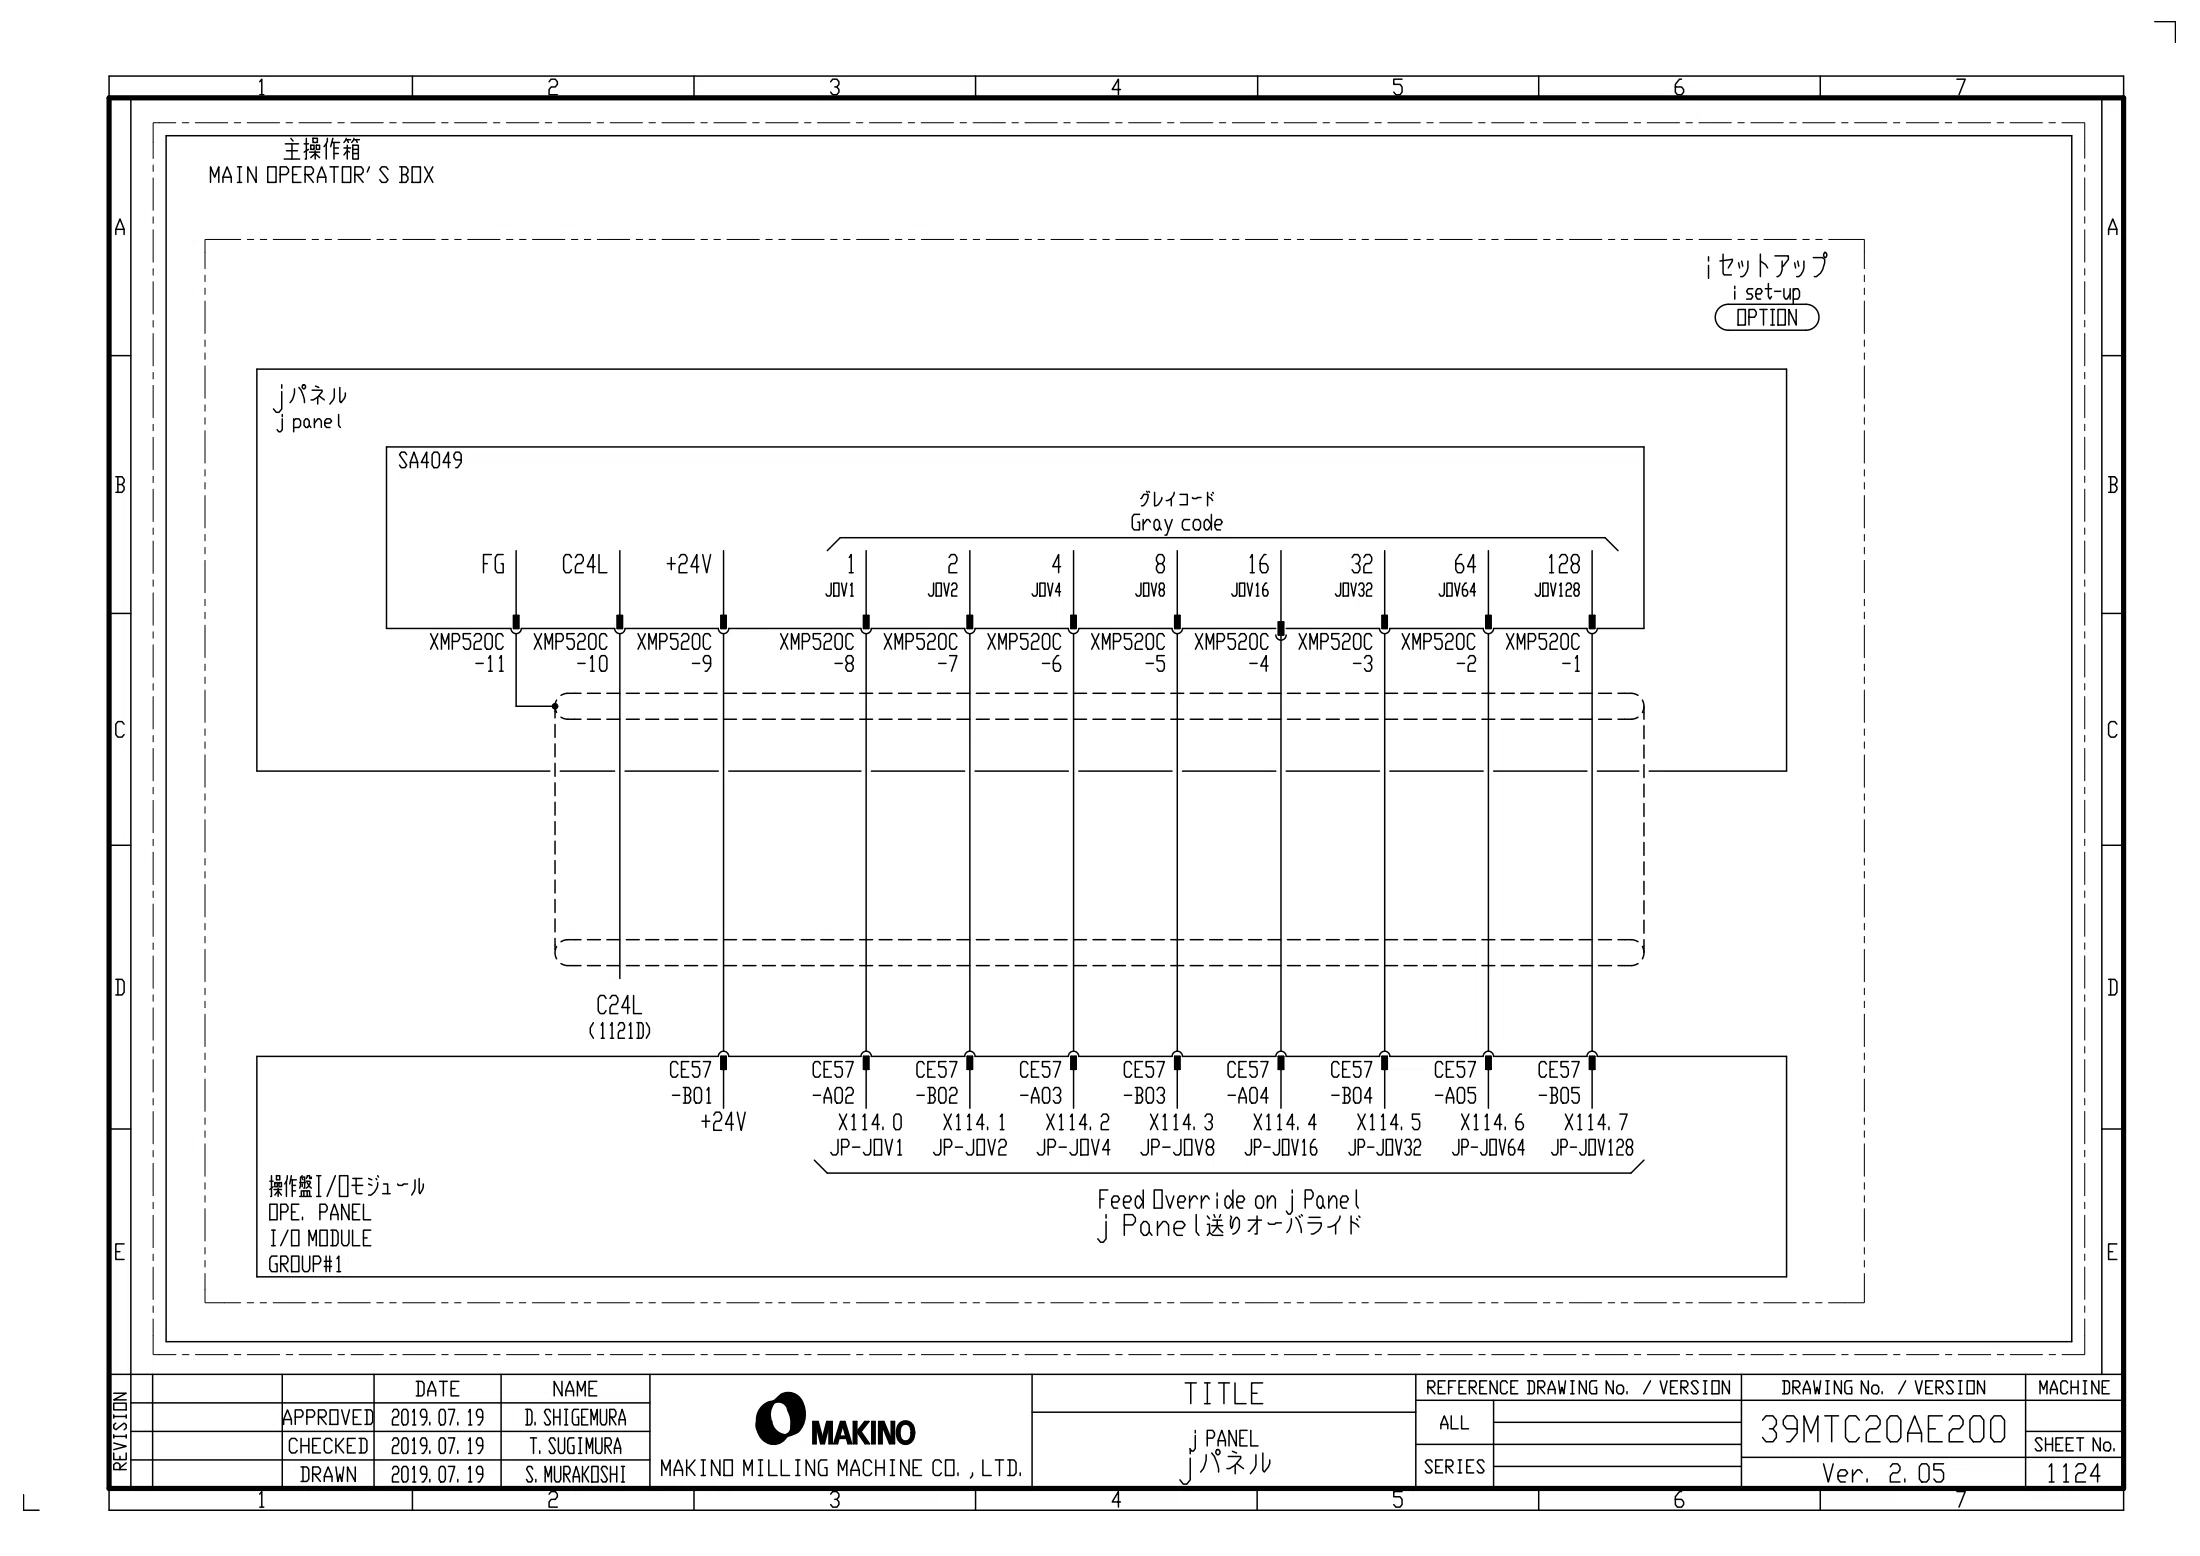 1 2 3 4 5 6 7
主操作箱
MAIN OPERATOR'S BOX
A A
iセットアップ
i set-up
OPTION
jパネル
j panel
SA4049
B B
グレイコード
Gray code
FG C24L +24V 1 2 4 8 16 32 64 128
JOV1 JOV2 JOV4 JOV8 JOV16 JOV32 JOV64 JOV128
XMP520C XMP520C XMP520C XMP520C XMP520C XMP520C XMP520C XMP520C XMP520C XMP520C XMP520C
-11 -10 -9 -8 -7 -6 -5 -4 -3 -2 -1
C C
D D
C24L
(1121D)
CE57 CE57 CE57 CE57 CE57 CE57 CE57 CE57 CE57
-B01 -A02 -B02 -A03 -B03 -A04 -B04 -A05 -B05
+24V X114.0 X114.1 X114.2 X114.3 X114.4 X114.5 X114.6 X114.7
JP-JOV1 JP-JOV2 JP-JOV4 JP-JOV8 JP-JOV16 JP-JOV32 JP-JOV64 JP-JOV128
Feed Override on j Panel
j Panel送りオーバライド
操作盤I/Oモジュール
OPE. PANEL
I/O MODULE
GROUP#1
E E
REVISION
DATE NAME
APPROVED 2019.07.19 D. SHIGEMURA
CHECKED 2019.07.19 T. SUGIMURA
DRAWN 2019.07.19 S. MURAKOSHI
MAKINO
MAKINO MILLING MACHINE CO.,LTD.
TITLE
j PANEL
jパネル
REFERENCE DRAWING No. / VERSION
ALL
SERIES
DRAWING No. / VERSION
39MTC20AE200
Ver. 2.05
MACHINE
SHEET No.
1124
1 2 3 4 5 6 7